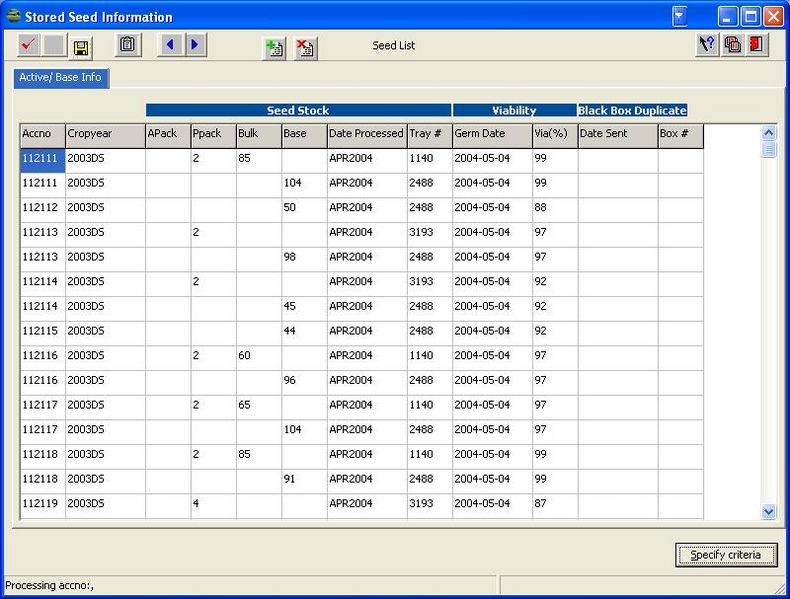 Stored Seed Information
Seed List
Active/ Base Info
Seed Stock Viability Black Box Duplicate
Accno Cropyear APack Ppack Bulk Base Date Processed Tray # Germ Date Via(%) Date Sent Box #
112111 2003DS 2 85 APR2004 1140 2004-05-04 99
112111 2003DS 104 APR2004 2488 2004-05-04 99
112112 2003DS 50 APR2004 2488 2004-05-04 88
112113 2003DS 2 APR2004 3193 2004-05-04 97
112113 2003DS 98 APR2004 2488 2004-05-04 97
112114 2003DS 2 APR2004 3193 2004-05-04 92
112114 2003DS 45 APR2004 2488 2004-05-04 92
112115 2003DS 44 APR2004 2488 2004-05-04 92
112116 2003DS 2 60 APR2004 1140 2004-05-04 97
112116 2003DS 96 APR2004 2488 2004-05-04 97
112117 2003DS 2 65 APR2004 1140 2004-05-04 97
112117 2003DS 104 APR2004 2488 2004-05-04 97
112118 2003DS 2 85 APR2004 1140 2004-05-04 99
112118 2003DS 91 APR2004 2488 2004-05-04 99
112119 2003DS 4 APR2004 3193 2004-05-04 87
Specify criteria
Processing accno:,